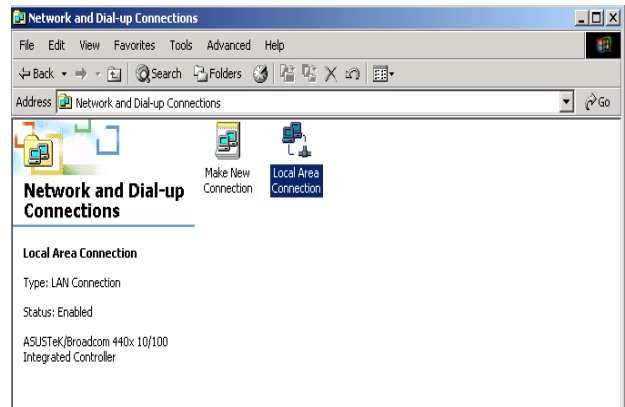 Network and Dial-up Connections
File Edit View Favorites Tools Advanced Help
Back Search Folders
Address Network and Dial-up Connections Go
Make New Connection
Local Area Connection
Network and Dial-up
Connections
Local Area Connection
Type: LAN Connection
Status: Enabled
ASUSTeK/Broadcom 440x 10/100
Integrated Controller